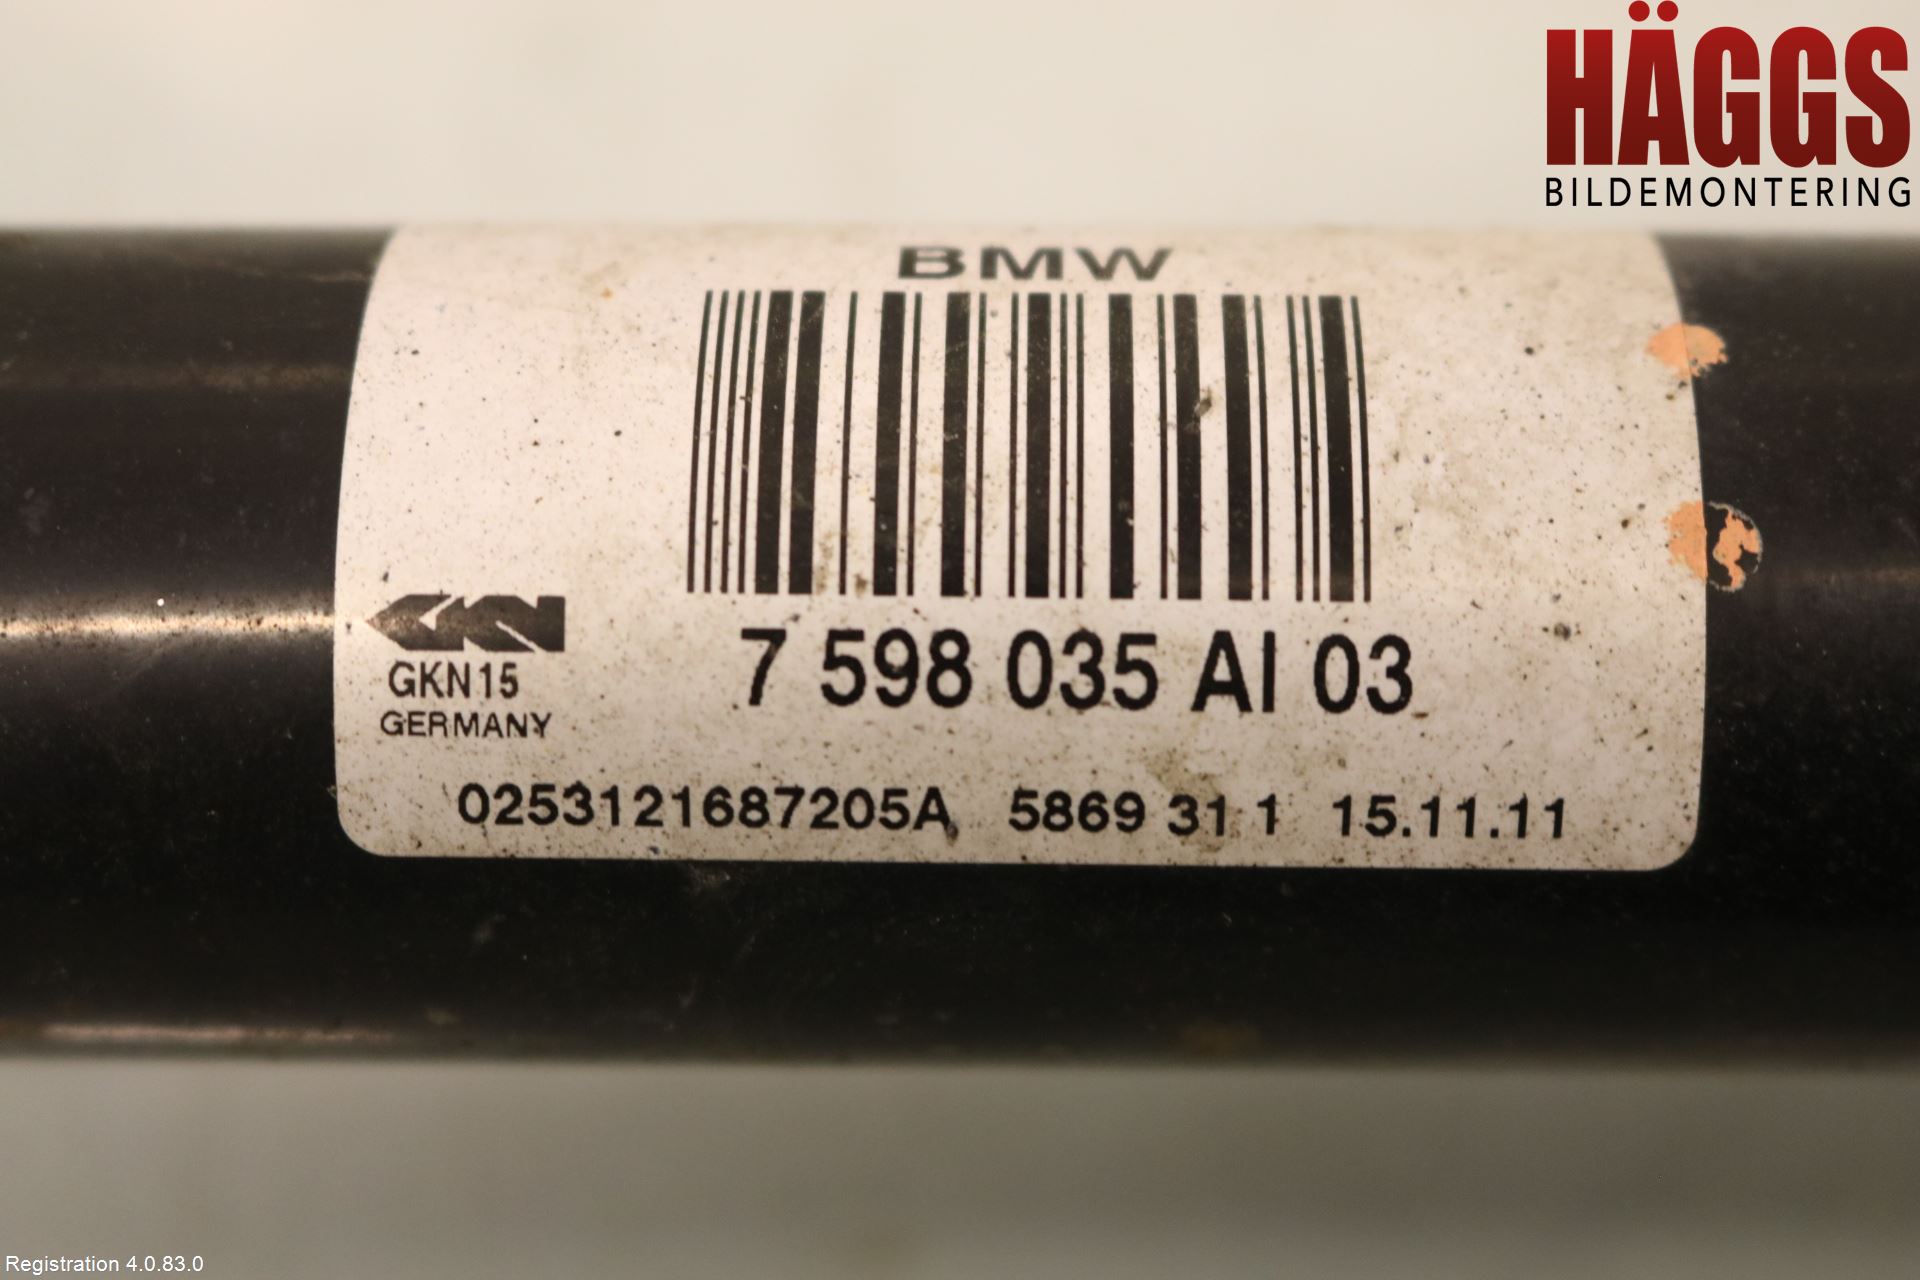 HÄGGS
BILDEMONTERING
BMW
GKN
7 598 035 AI 03
GKN15
GERMANY
0253121687205A 5869 31 1 15.11.11
Registration 4.0.83.0